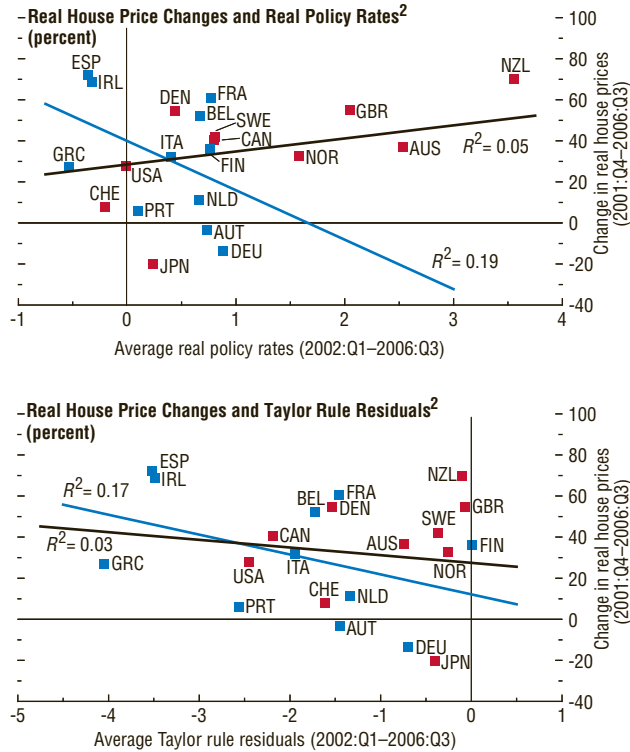 Real House Price Changes and Real Policy Rates²
(percent)
100
80
60
40
20
0
-20
-40
ESP
IRL
DEN
FRA
BEL
SWE
CAN
GBR
NZL
GRC
ITA
USA
FIN
NOR
AUS
R² = 0.05
CHE
PRT
NLD
AUT
DEU
JPN
R² = 0.19
-1 0 1 2 3 4
Average real policy rates (2002:Q1–2006:Q3)
Change in real house prices
(2001:Q4–2006:Q3)
Real House Price Changes and Taylor Rule Residuals²
(percent)
100
80
60
40
20
0
-20
-40
ESP
IRL
R² = 0.17
BEL
FRA
DEN
NZL
GBR
SWE
R² = 0.03
CAN
AUS
FIN
GRC
USA
ITA
NOR
PRT
CHE
NLD
AUT
DEU
JPN
-5 -4 -3 -2 -1 0 1
Average Taylor rule residuals (2002:Q1–2006:Q3)
Change in real house prices
(2001:Q4–2006:Q3)